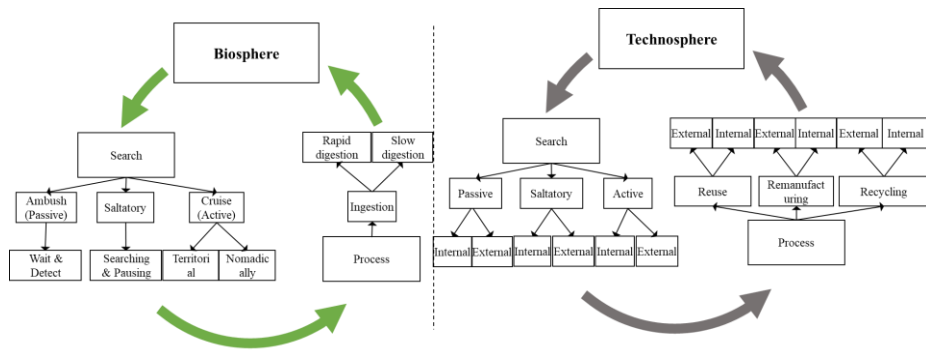 Biosphere
Search
Ambush
(Passive)
Saltatory
Cruise
(Active)
Wait &
Detect
Searching
& Pausing
Territori
al
Nomadic
ally
Rapid
digestion
Slow
digestion
Ingestion
Process
Technosphere
Search
Passive
Saltatory
Active
Internal
External
Internal
External
Internal
External
External
Internal
External
Internal
External
Internal
Reuse
Remanufact
uring
Recycling
Process